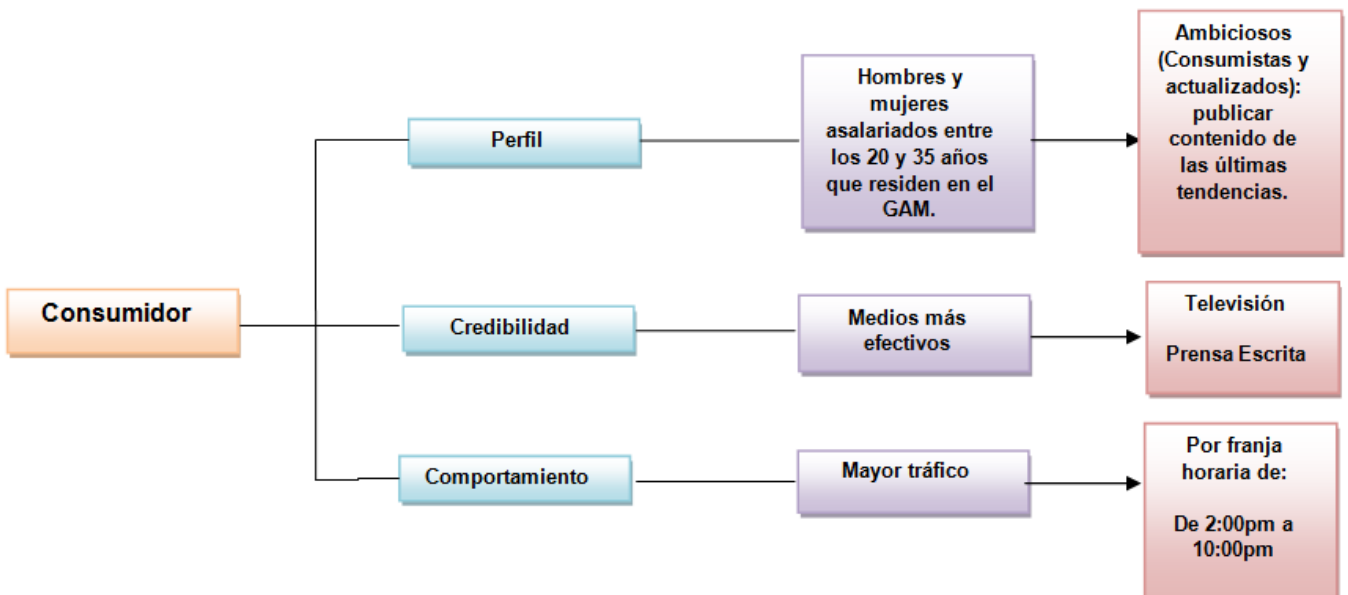 Consumidor
Perfil
Hombres y
mujeres
asalariados entre
los 20 y 35 años
que residen en el
GAM.
Ambiciosos
(Consumistas y
actualizados):
publicar
contenido de
las últimas
tendencias.
Credibilidad
Medios más
efectivos
Televisión
Prensa Escrita
Comportamiento
Mayor tráfico
Por franja
horaria de:
De 2:00pm a
10:00pm